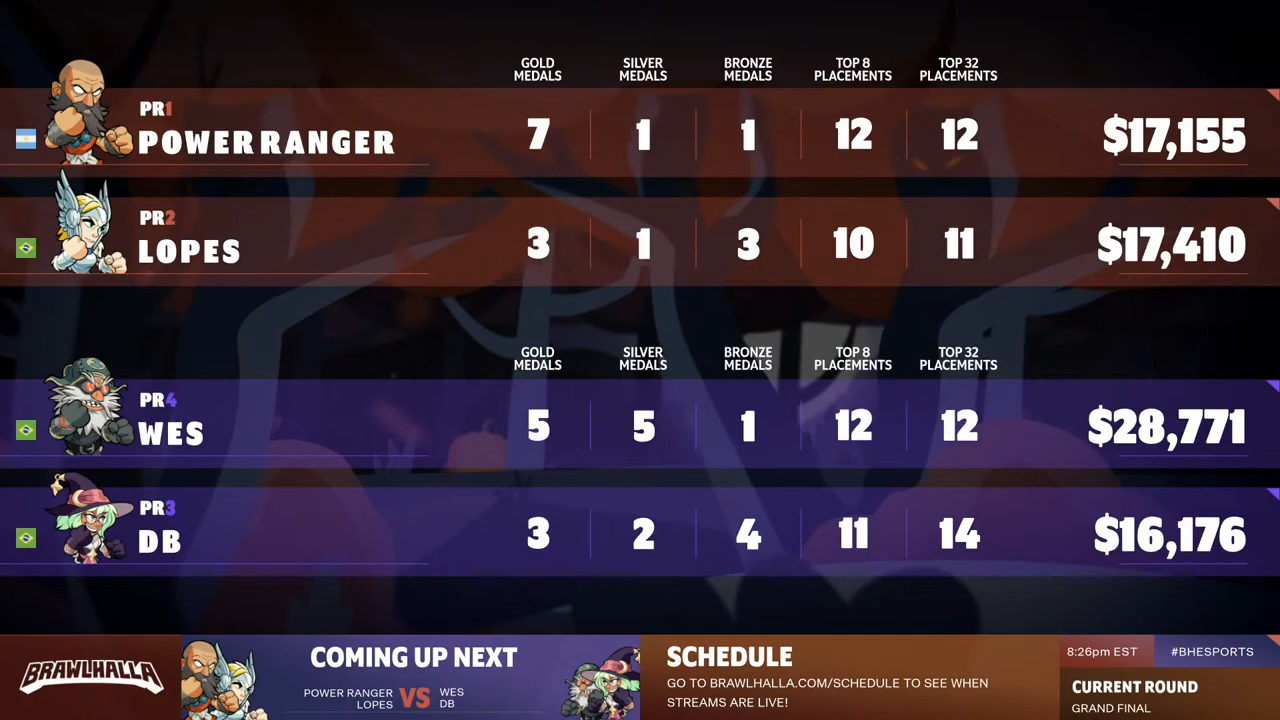 GOLD MEDALS SILVER MEDALS BRONZE MEDALS TOP 8 PLACEMENTS TOP 32 PLACEMENTS
PR1
POWER RANGER 7 1 1 12 12 $17,155
PR2
LOPES 3 1 3 10 11 $17,410
GOLD MEDALS SILVER MEDALS BRONZE MEDALS TOP 8 PLACEMENTS TOP 32 PLACEMENTS
PR4
WES 5 5 1 12 12 $28,771
PR3
DB 3 2 4 11 14 $16,176
BRAWLHALLA
COMING UP NEXT
POWER RANGER
LOPES
VS
WES
DB
SCHEDULE
GO TO BRAWLHALLA.COM/SCHEDULE TO SEE WHEN
STREAMS ARE LIVE!
8:26pm EST
#BHESPORTS
CURRENT ROUND
GRAND FINAL